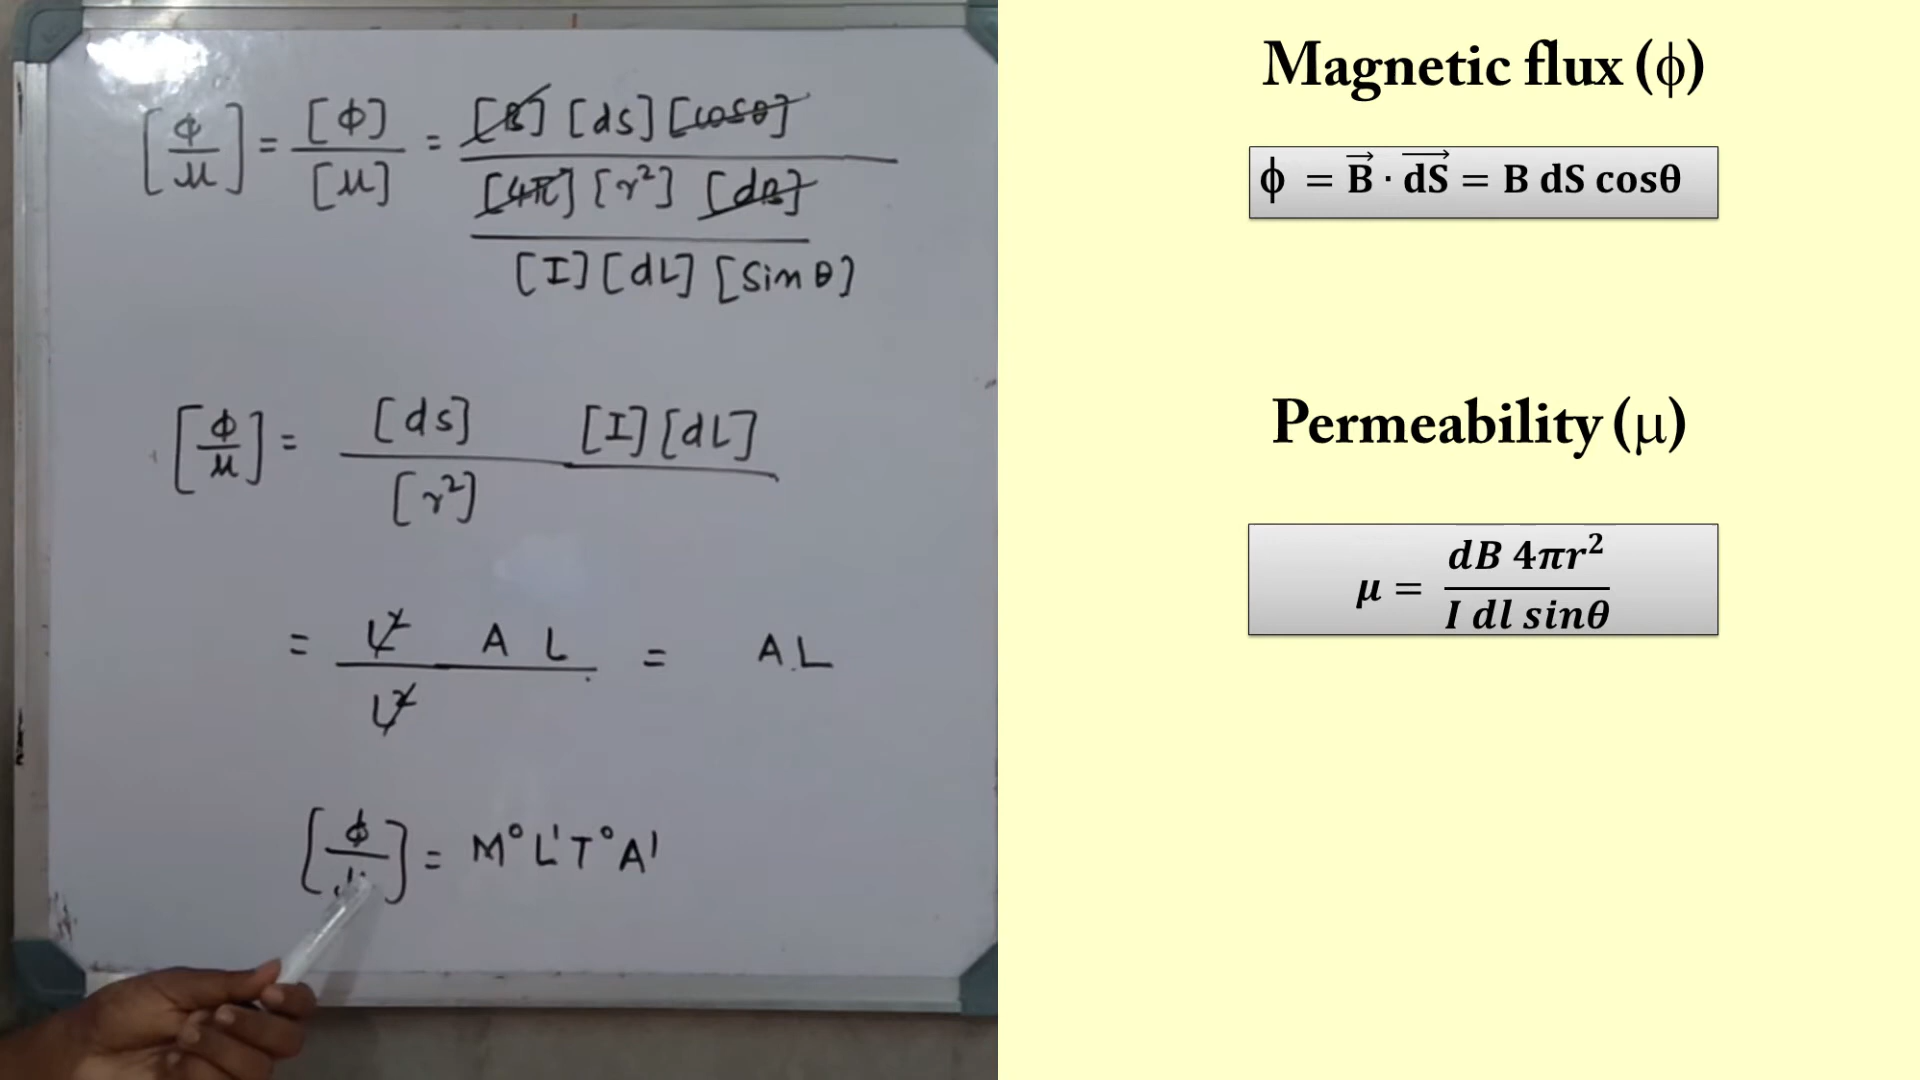 [φ/μ] = [φ]/[μ] = [B] [ds] [cosθ]
[4π] [r²] [dB]
[I] [dL] [Sin θ]
[φ/μ] = [ds] [I] [dL]
[r²]
= L² A L = A L
L²
[φ/μ] = M⁰ L¹ T⁰ A¹
Magnetic flux (ϕ)
ϕ = B⃗ · dS⃗ = B dS cosθ
Permeability (μ)
μ = dB 4πr² / I dl sinθ